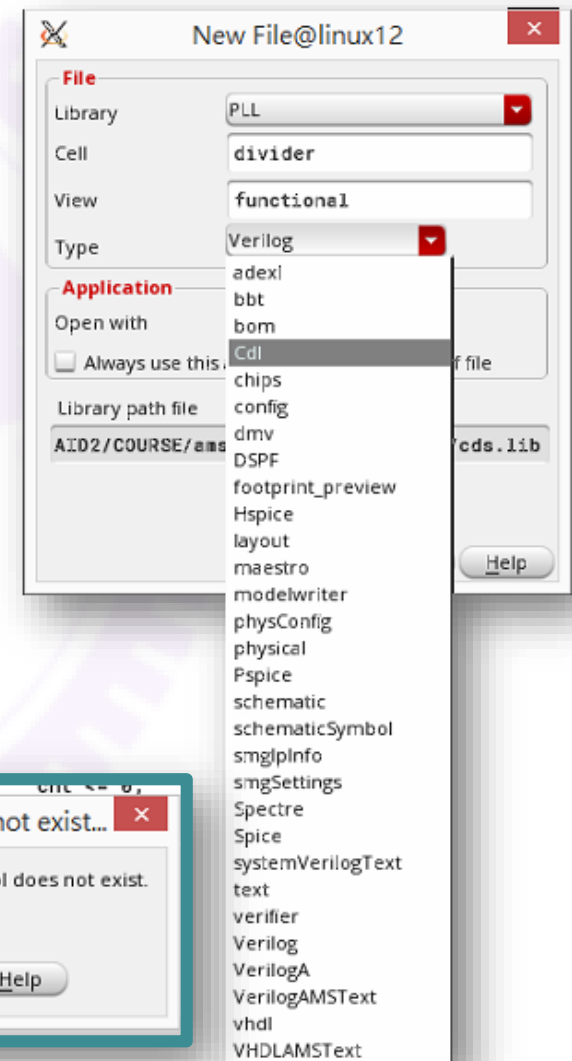 New File@linux12
File
Library PLL
Cell divider
View functional
Type Verilog
Application
Open with
Always use this f file
Library path file
AID2/COURSE/ams /cds.lib
Help
adexl
bbt
bom
Cdl
chips
config
dmv
DSPF
footprint_preview
Hspice
layout
maestro
modelwriter
physConfig
physical
Pspice
schematic
schematicSymbol
smgIpInfo
smgSettings
Spectre
Spice
systemVerilogText
text
verifier
Verilog
VerilogA
VerilogAMSText
vhdl
VHDLAMSText
cnt <= 0;
not exist...
l does not exist.
Help